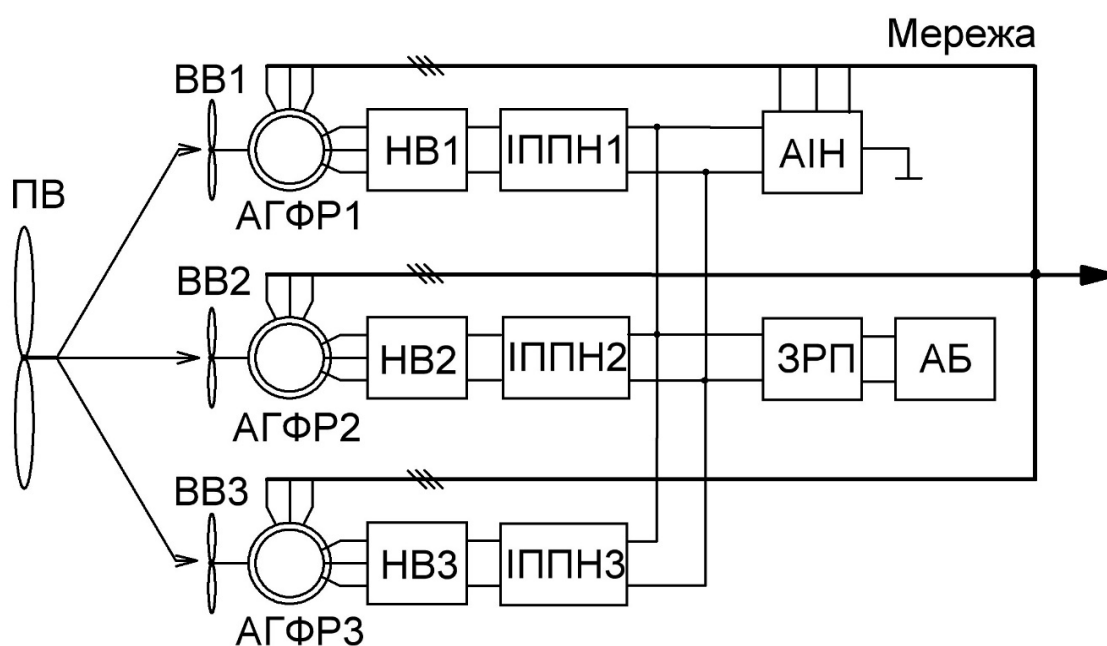 Мережа
ВВ1
НВ1
ІППН1
АІН
АГФР1
ПВ
ВВ2
НВ2
ІППН2
ЗРП
АБ
АГФР2
ВВ3
НВ3
ІППН3
АГФР3